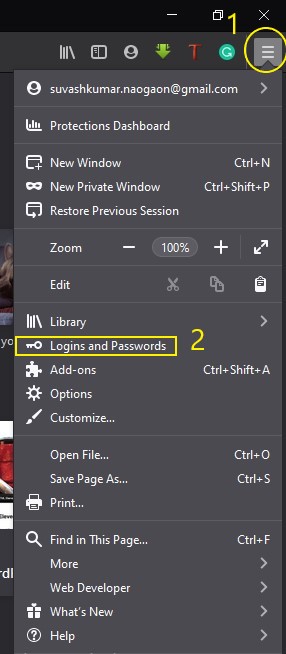 1
suvashkumar.naogaon@gmail.com
Protections Dashboard
New Window Ctrl+N
New Private Window Ctrl+Shift+P
Restore Previous Session
Zoom 100%
Edit
Library
Logins and Passwords 2
Add-ons Ctrl+Shift+A
Options
Customize...
Open File... Ctrl+O
Save Page As... Ctrl+S
Print...
Find in This Page... Ctrl+F
More
Web Developer
What's New
Help